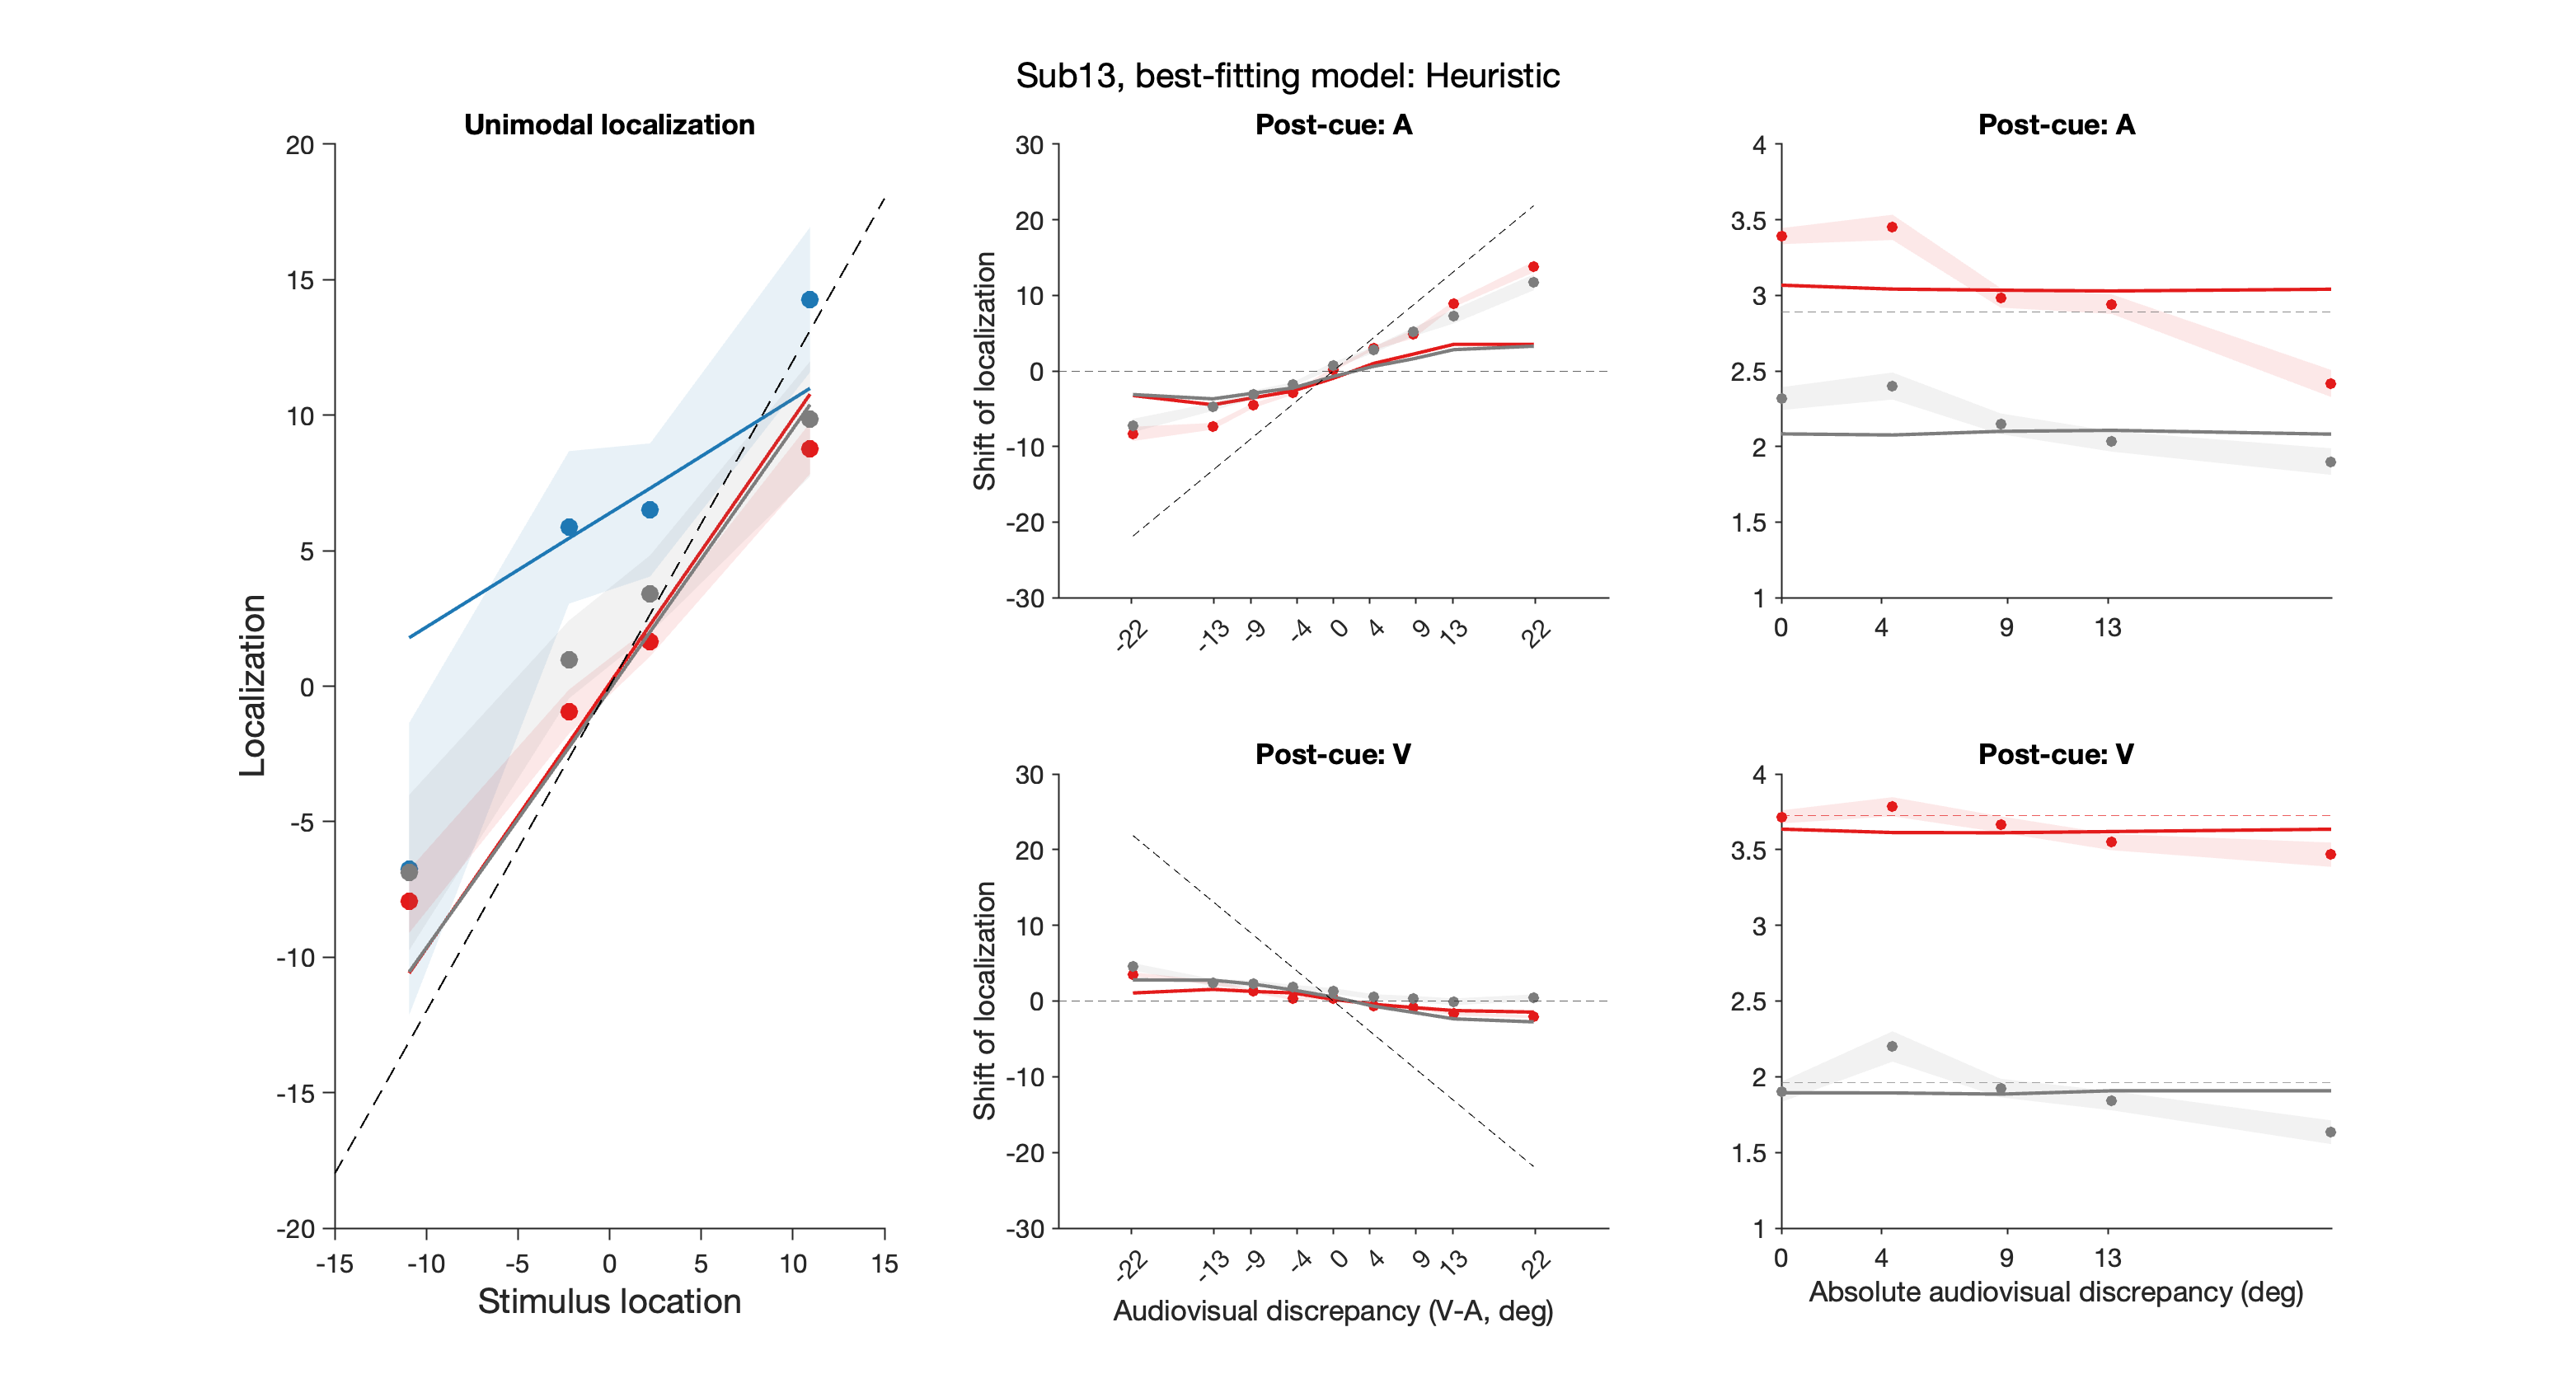 Sub13, best-fitting model: Heuristic
Unimodal localization
20
15
10
5
0
-5
-10
-15
-20
Localization
-15 -10 -5 0 5 10 15
Stimulus location
Post-cue: A
30
20
10
0
-10
-20
-30
Shift of localization
-22 -13 -9 -4 0 4 9 13 22
Post-cue: A
4
3.5
3
2.5
2
1.5
1
0 4 9 13
Post-cue: V
30
20
10
0
-10
-20
-30
Shift of localization
-22 -13 -9 -4 0 4 9 13 22
Audiovisual discrepancy (V-A, deg)
Post-cue: V
4
3.5
3
2.5
2
1.5
1
0 4 9 13
Absolute audiovisual discrepancy (deg)